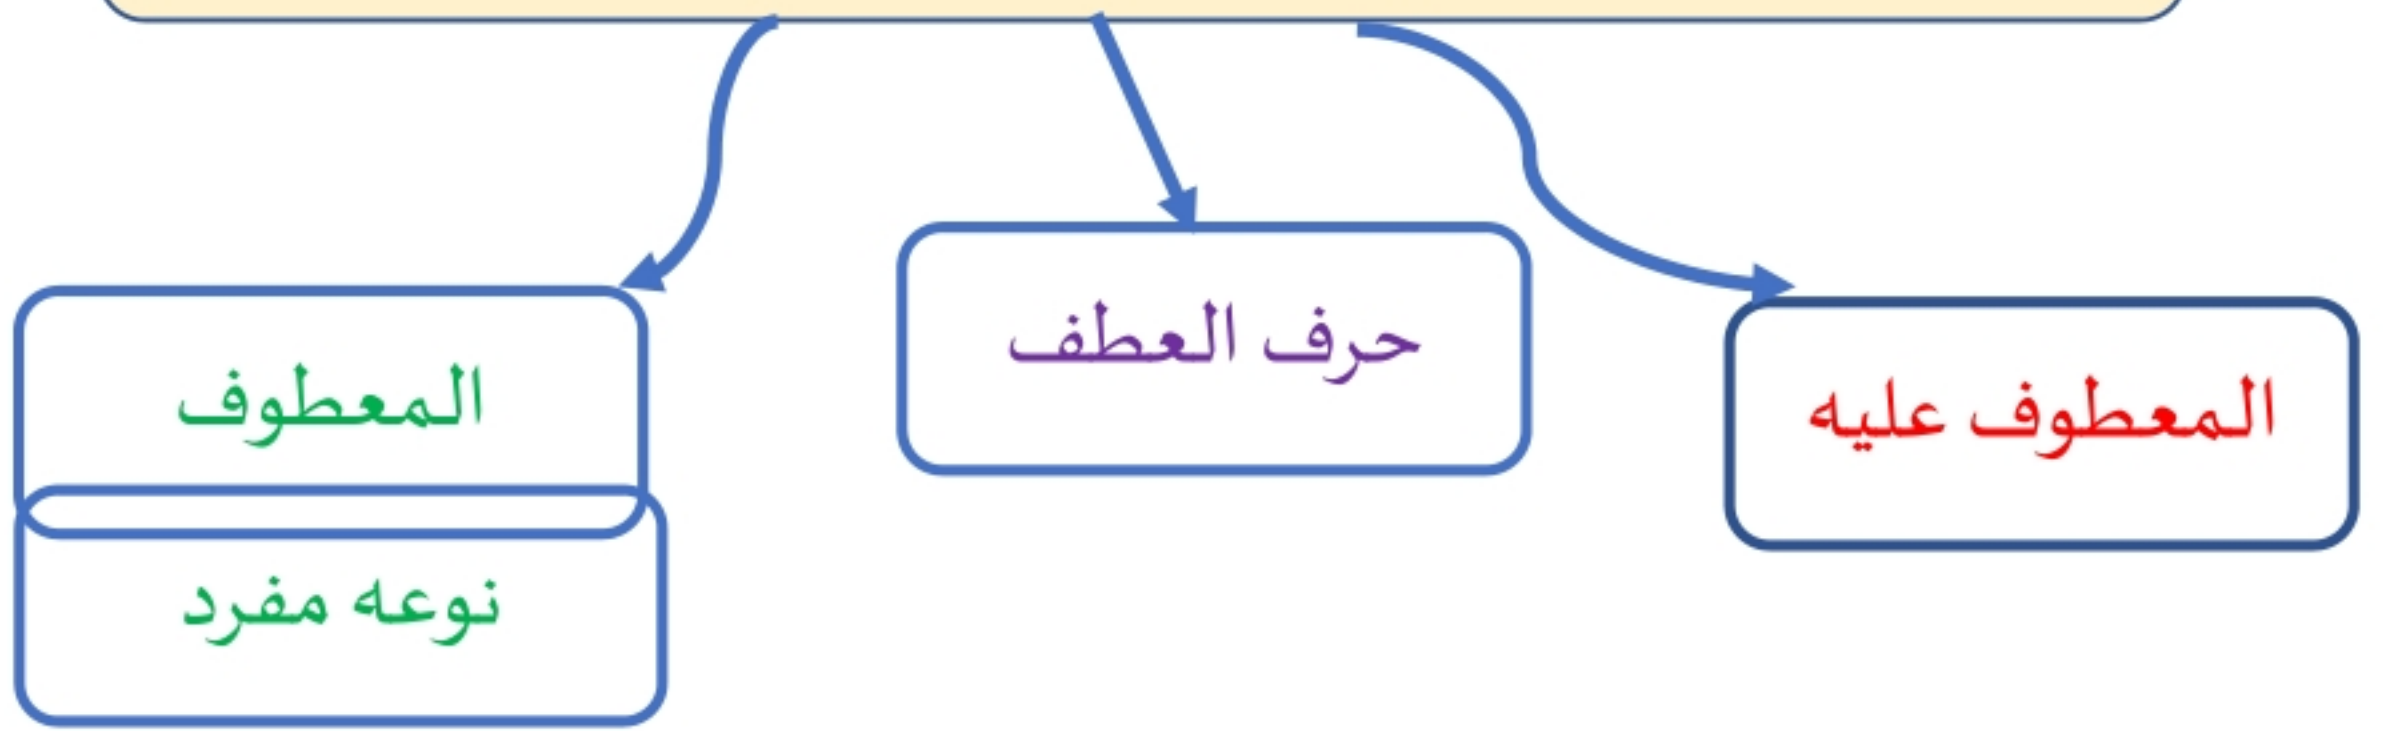 المعطوف عليه
حرف العطف
المعطوف
نوعه مفرد